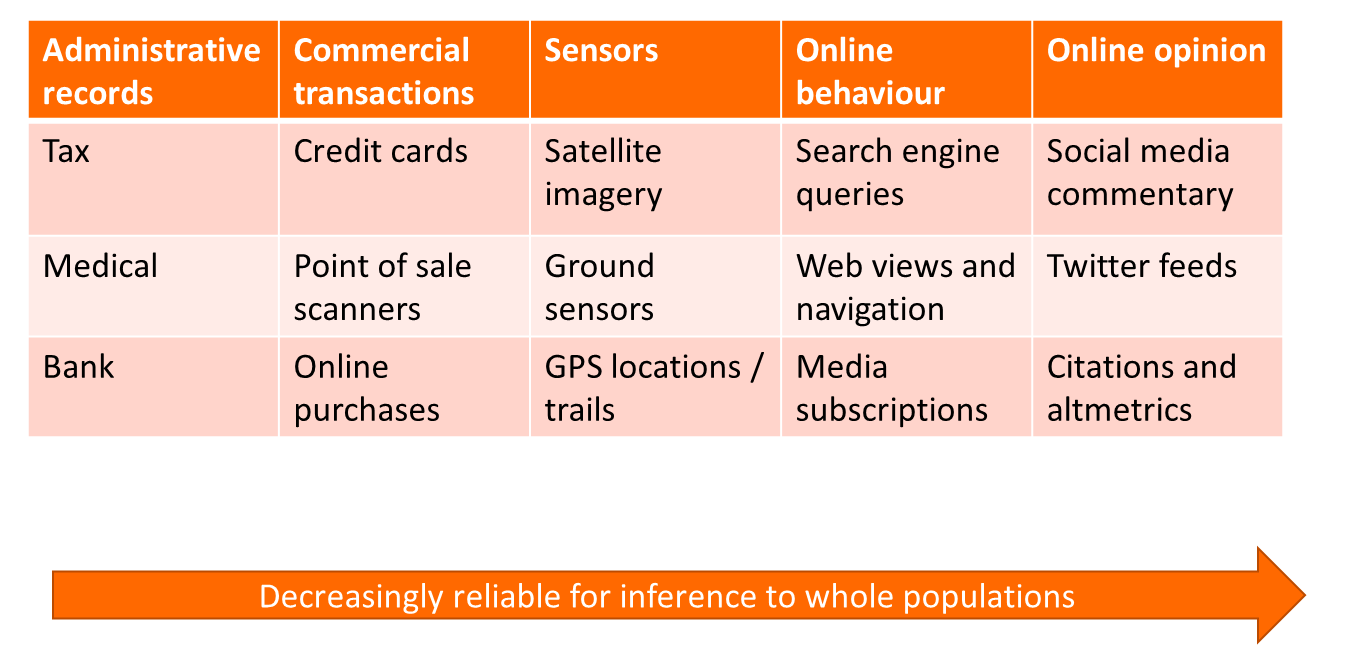 Administrative records
Commercial transactions
Sensors
Online behaviour
Online opinion
Tax
Credit cards
Satellite imagery
Search engine queries
Social media commentary
Medical
Point of sale scanners
Ground sensors
Web views and navigation
Twitter feeds
Bank
Online purchases
GPS locations / trails
Media subscriptions
Citations and altmetrics
Decreasingly reliable for inference to whole populations